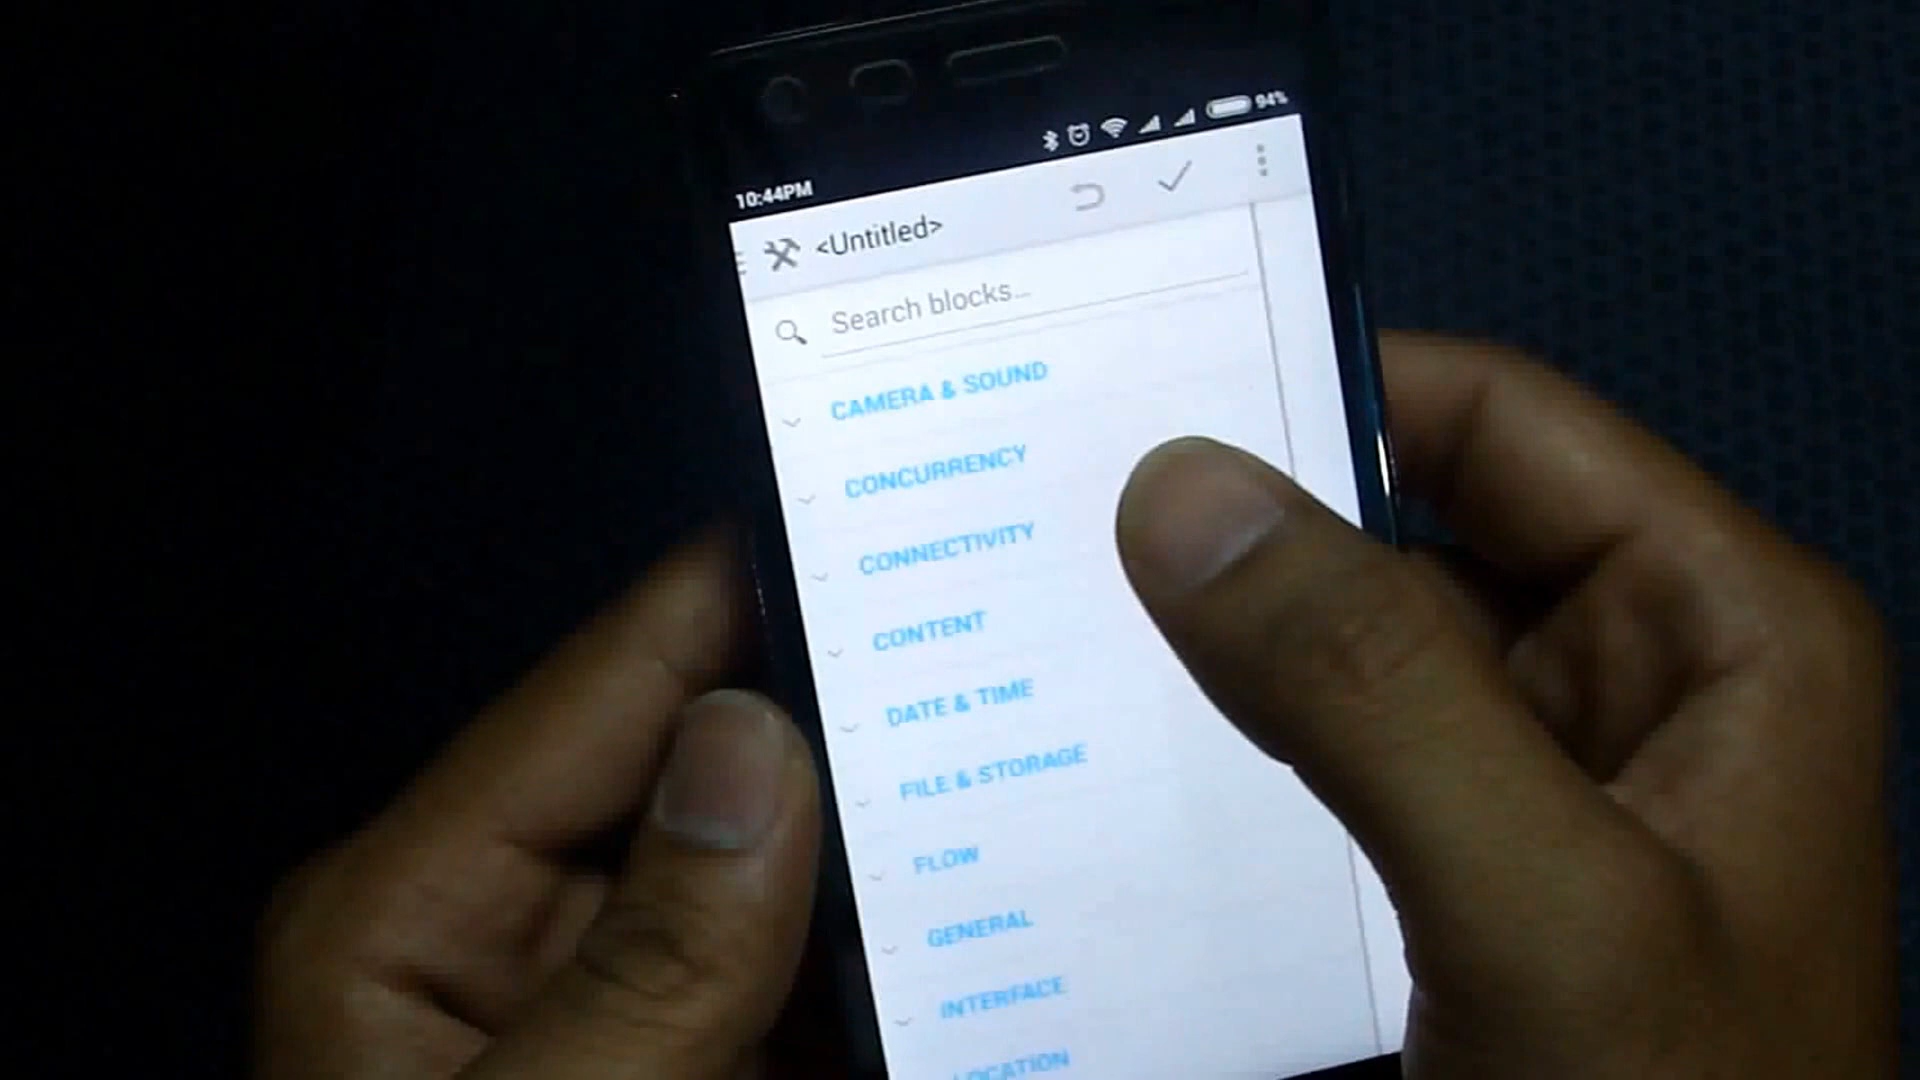 94%
10:44PM
<Untitled>
Search blocks...
CAMERA & SOUND
CONCURRENCY
CONNECTIVITY
CONTENT
DATE & TIME
FILE & STORAGE
FLOW
GENERAL
INTERFACE
LOCATION